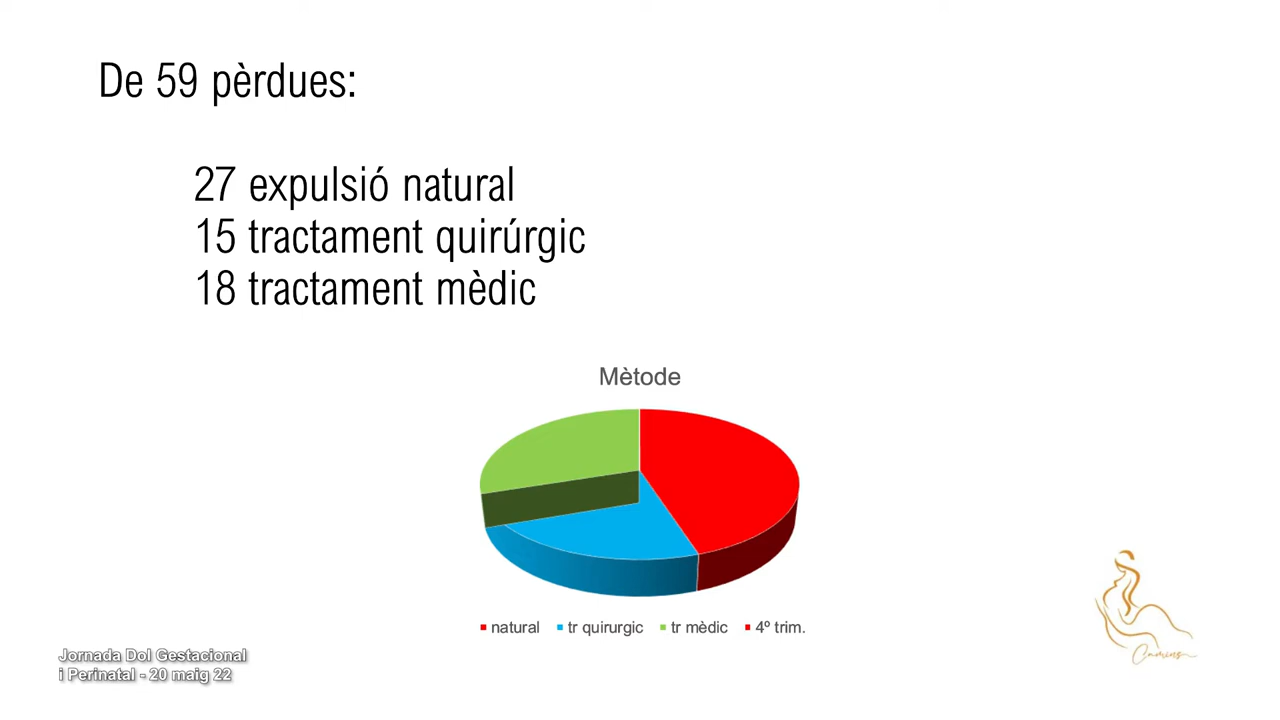 De 59 pèrdues:
27 expulsió natural
15 tractament quirúrgic
18 tractament mèdic
Mètode
natural tr quirurgic tr mèdic 4º trim.
Jornada Dol Gestacional
i Perinatal - 20 maig 22
Camins